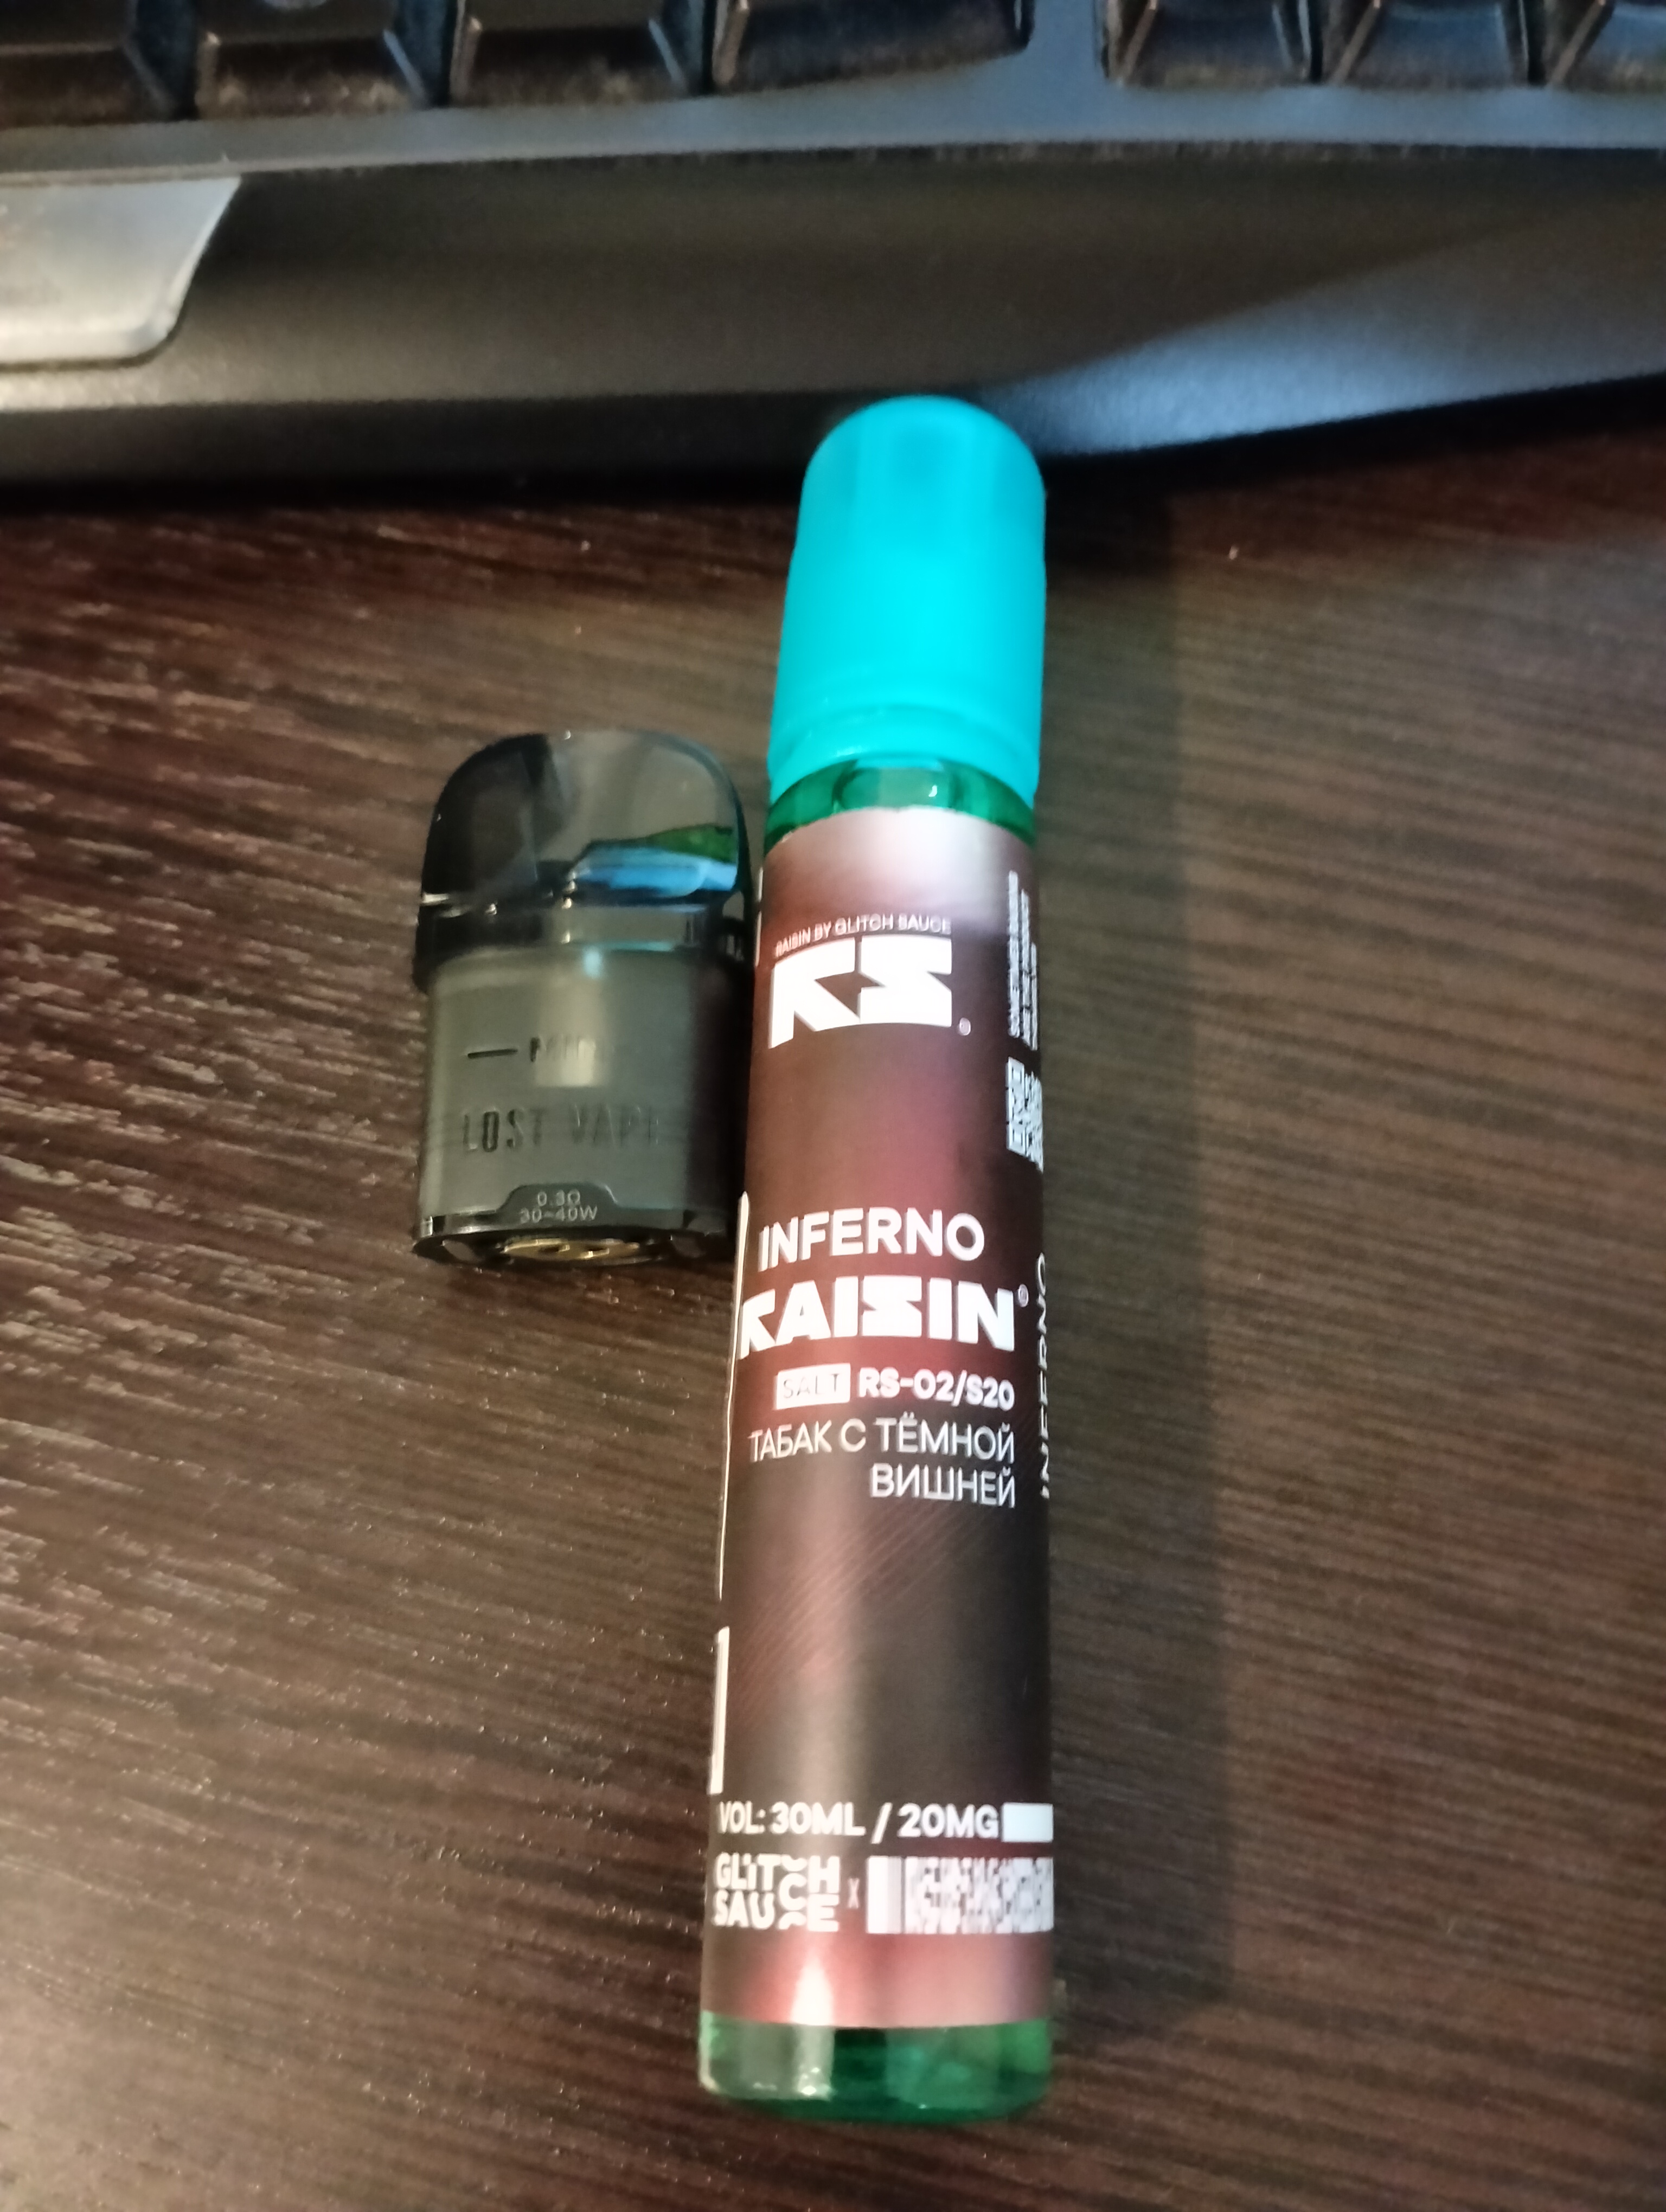 RAISIN BY GLITCH SAUCE
RS
INFERNO
RAISIN
SALT RS-02/S20
ТАБАК С ТЁМНОЙ
ВИШНЕЙ
VOL: 30ML / 20MG
GLITCH
SAUCE X
INFERNO
LOST VAPE
0.3Ω
30-40W